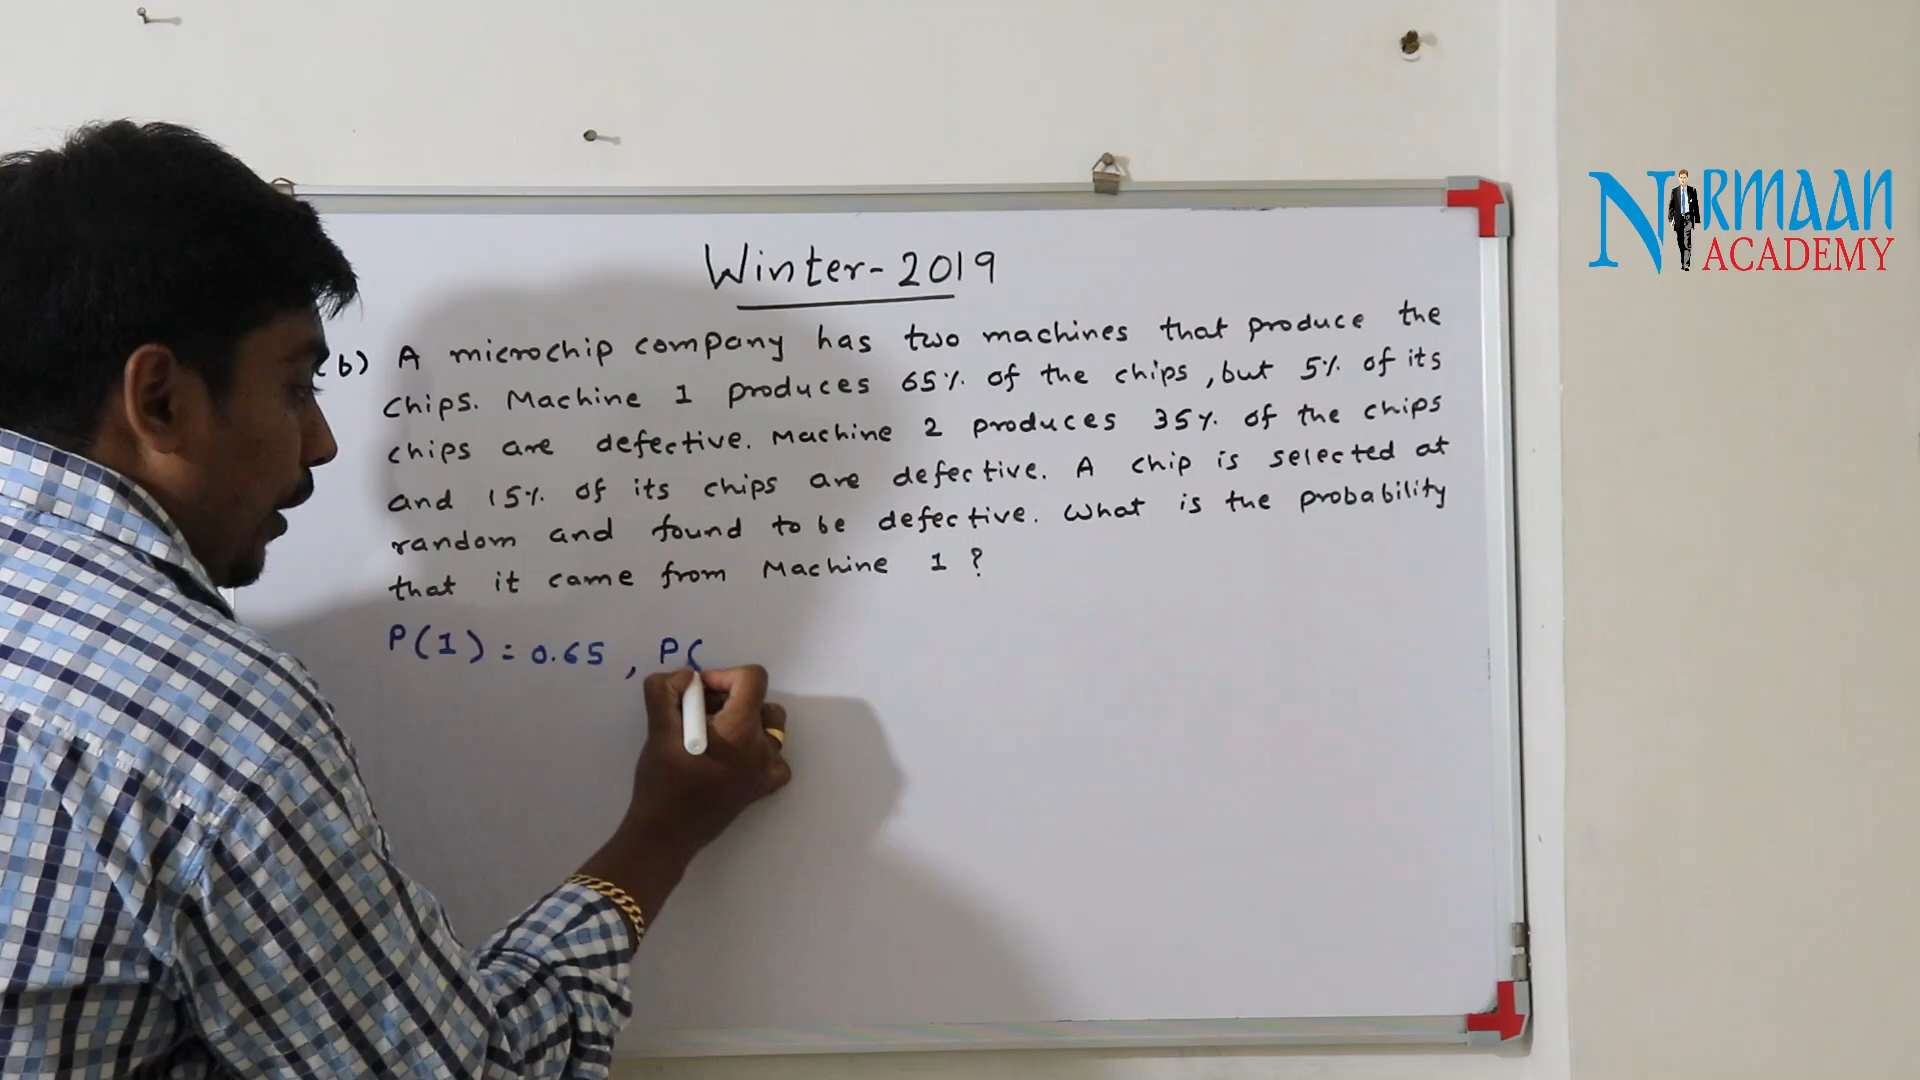 Winter-2019
b) A microchip company has two machines that produce the
chips. Machine 1 produces 65% of the chips, but 5% of its
chips are defective. Machine 2 produces 35% of the chips
and 15% of its chips are defective. A chip is selected at
random and found to be defective. What is the probability
that it came from Machine 1 ?
P(1) = 0.65 , P(
NIRMAAN
ACADEMY